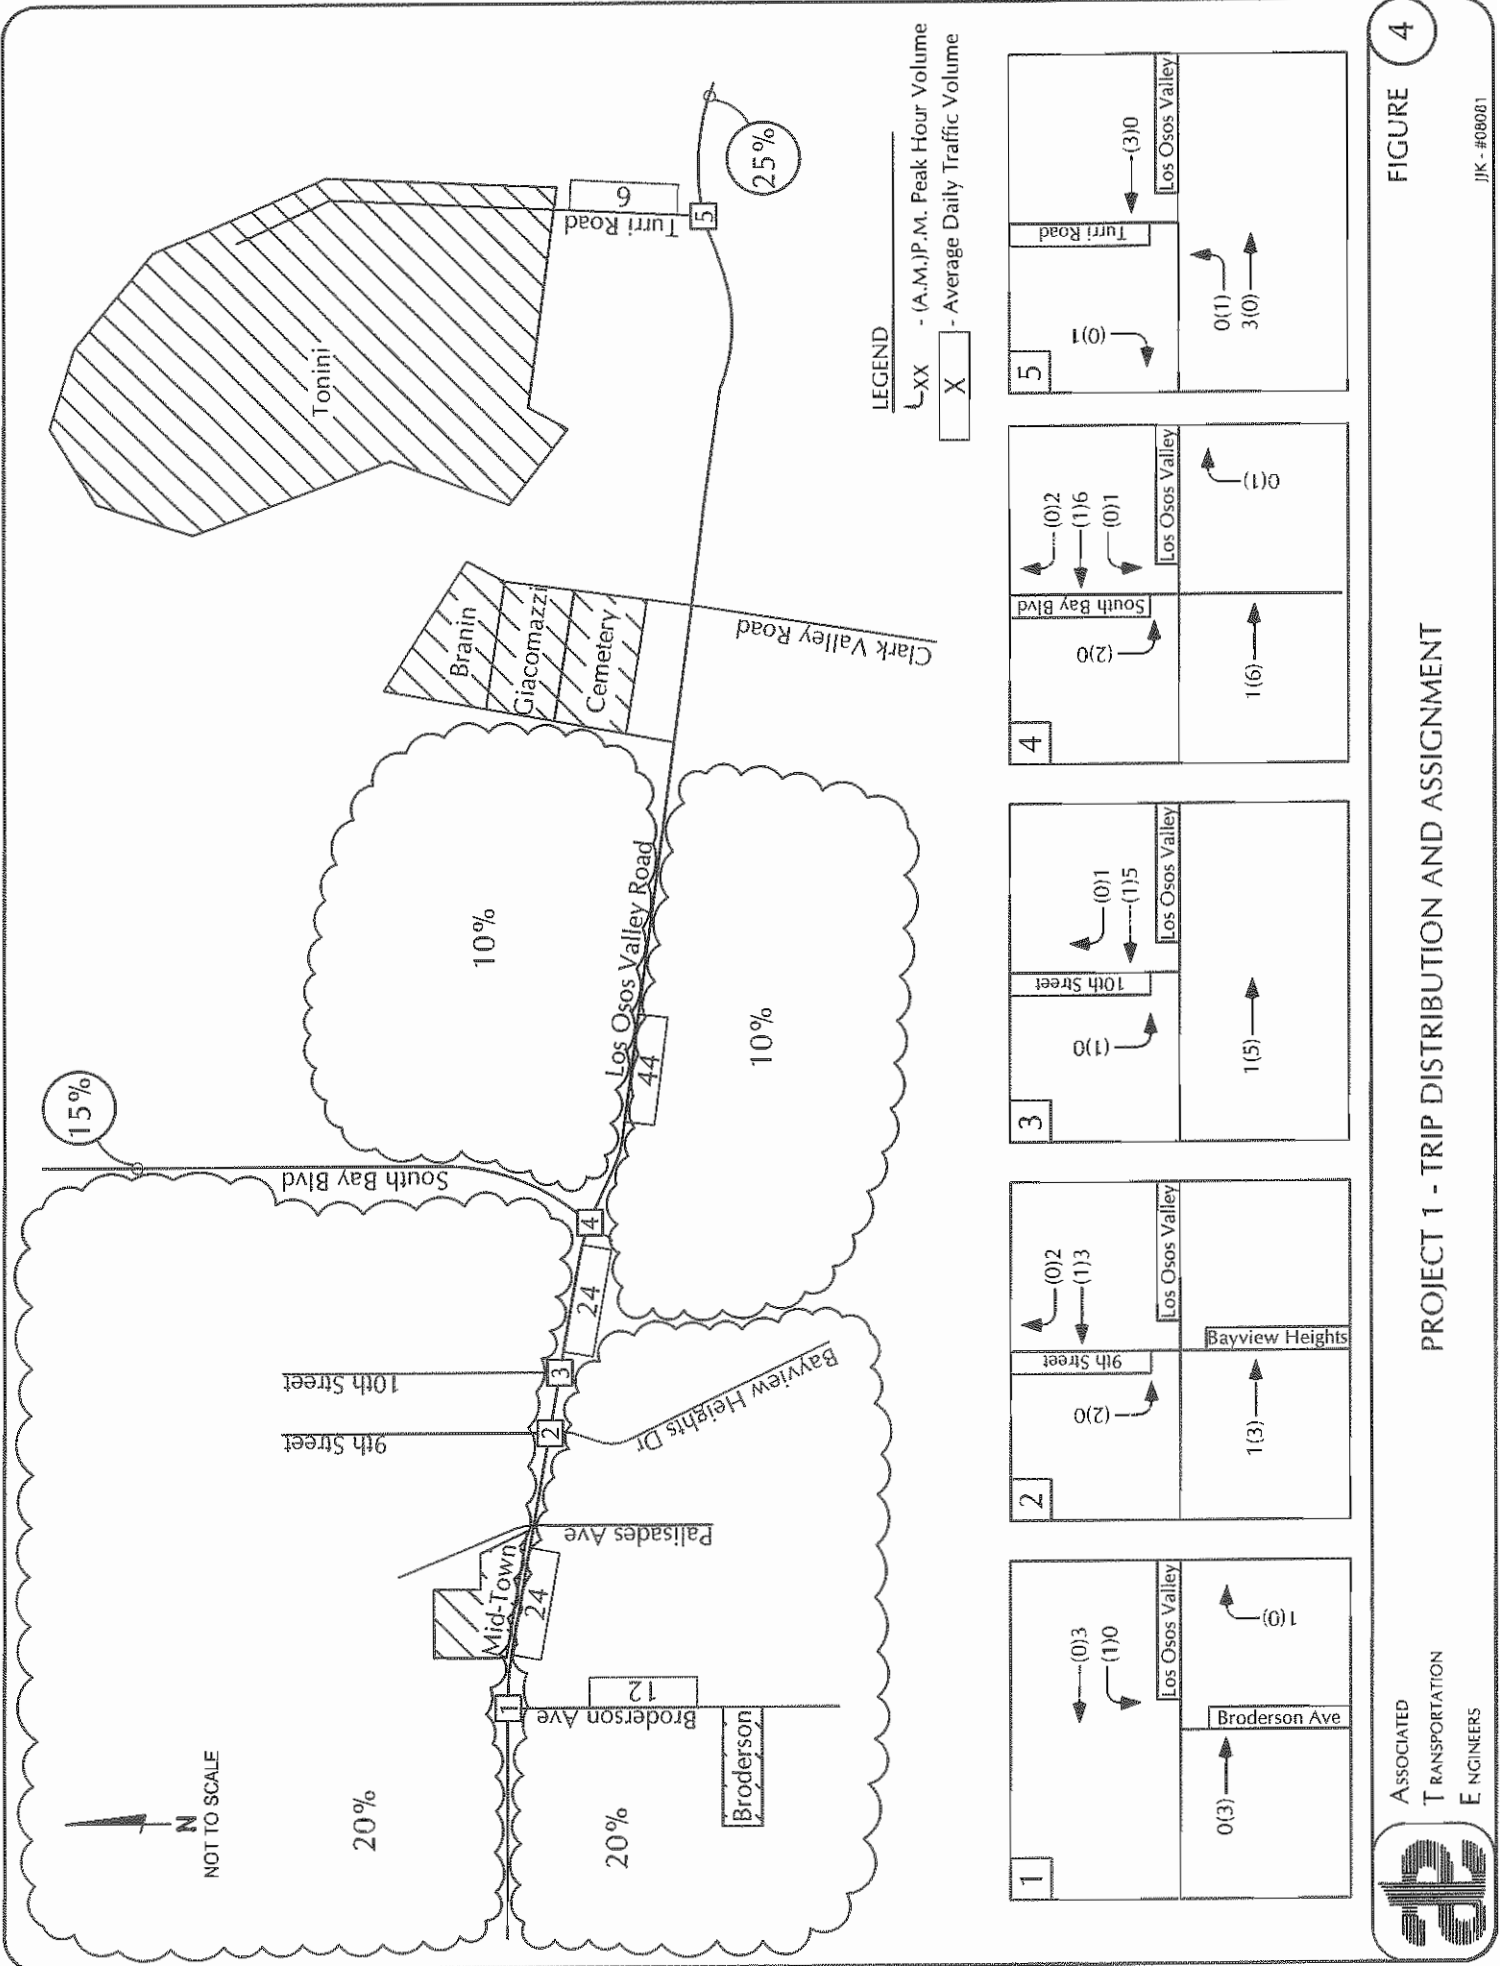 N
NOT TO SCALE
20%
20%
15%
10%
10%
25%
South Bay Blvd
10th Street
9th Street
Mid-Town
Palisades Ave
Bayview Heights Dr
Broderson Ave
Broderson
Los Osos Valley Road
Branin
Giacomazzi
Cemetery
Clark Valley Road
Tonini
Turri Road
1
2
3
4
5
12
24
24
44
6
LEGEND
XX - (A.M.)P.M. Peak Hour Volume
X - Average Daily Traffic Volume
1
(0)3
(1)0
Los Osos Valley
0(3)
Broderson Ave
1(0)
2
(2)0
9th Street
(0)2
(1)3
Los Osos Valley
1(3)
Bayview Heights
3
(1)0
10th Street
(0)1
(1)5
Los Osos Valley
1(5)
4
(2)0
South Bay Blvd
(0)2
(1)6
(0)1
Los Osos Valley
1(6)
0(1)
5
(0)1
Turri Road
(3)0
Los Osos Valley
0(1)
3(0)
ate
ASSOCIATED
TRANSPORTATION
ENGINEERS
PROJECT 1 - TRIP DISTRIBUTION AND ASSIGNMENT
FIGURE 4
JJK - #08081